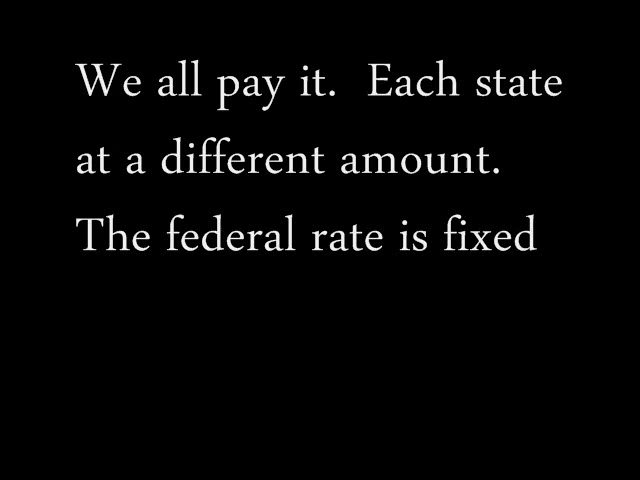 We all pay it.  Each state
at a different amount.
The federal rate is fixed